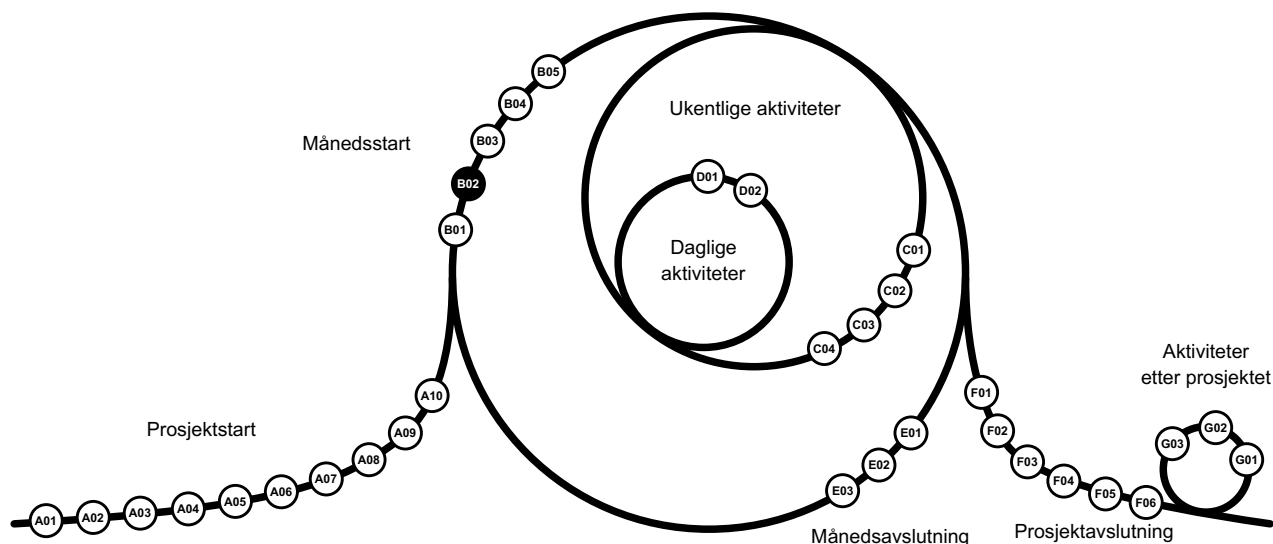 B05
B04
B03
B02
B01
Månedsstart
Ukentlige aktiviteter
D01
D02
Daglige
aktiviteter
C01
C02
C03
C04
Prosjektstart
A01
A02
A03
A04
A05
A06
A07
A08
A09
A10
E01
E02
E03
Månedsavslutning
F01
F02
F03
F04
F05
F06
Prosjektavslutning
Aktiviteter
etter prosjektet
G03
G02
G01